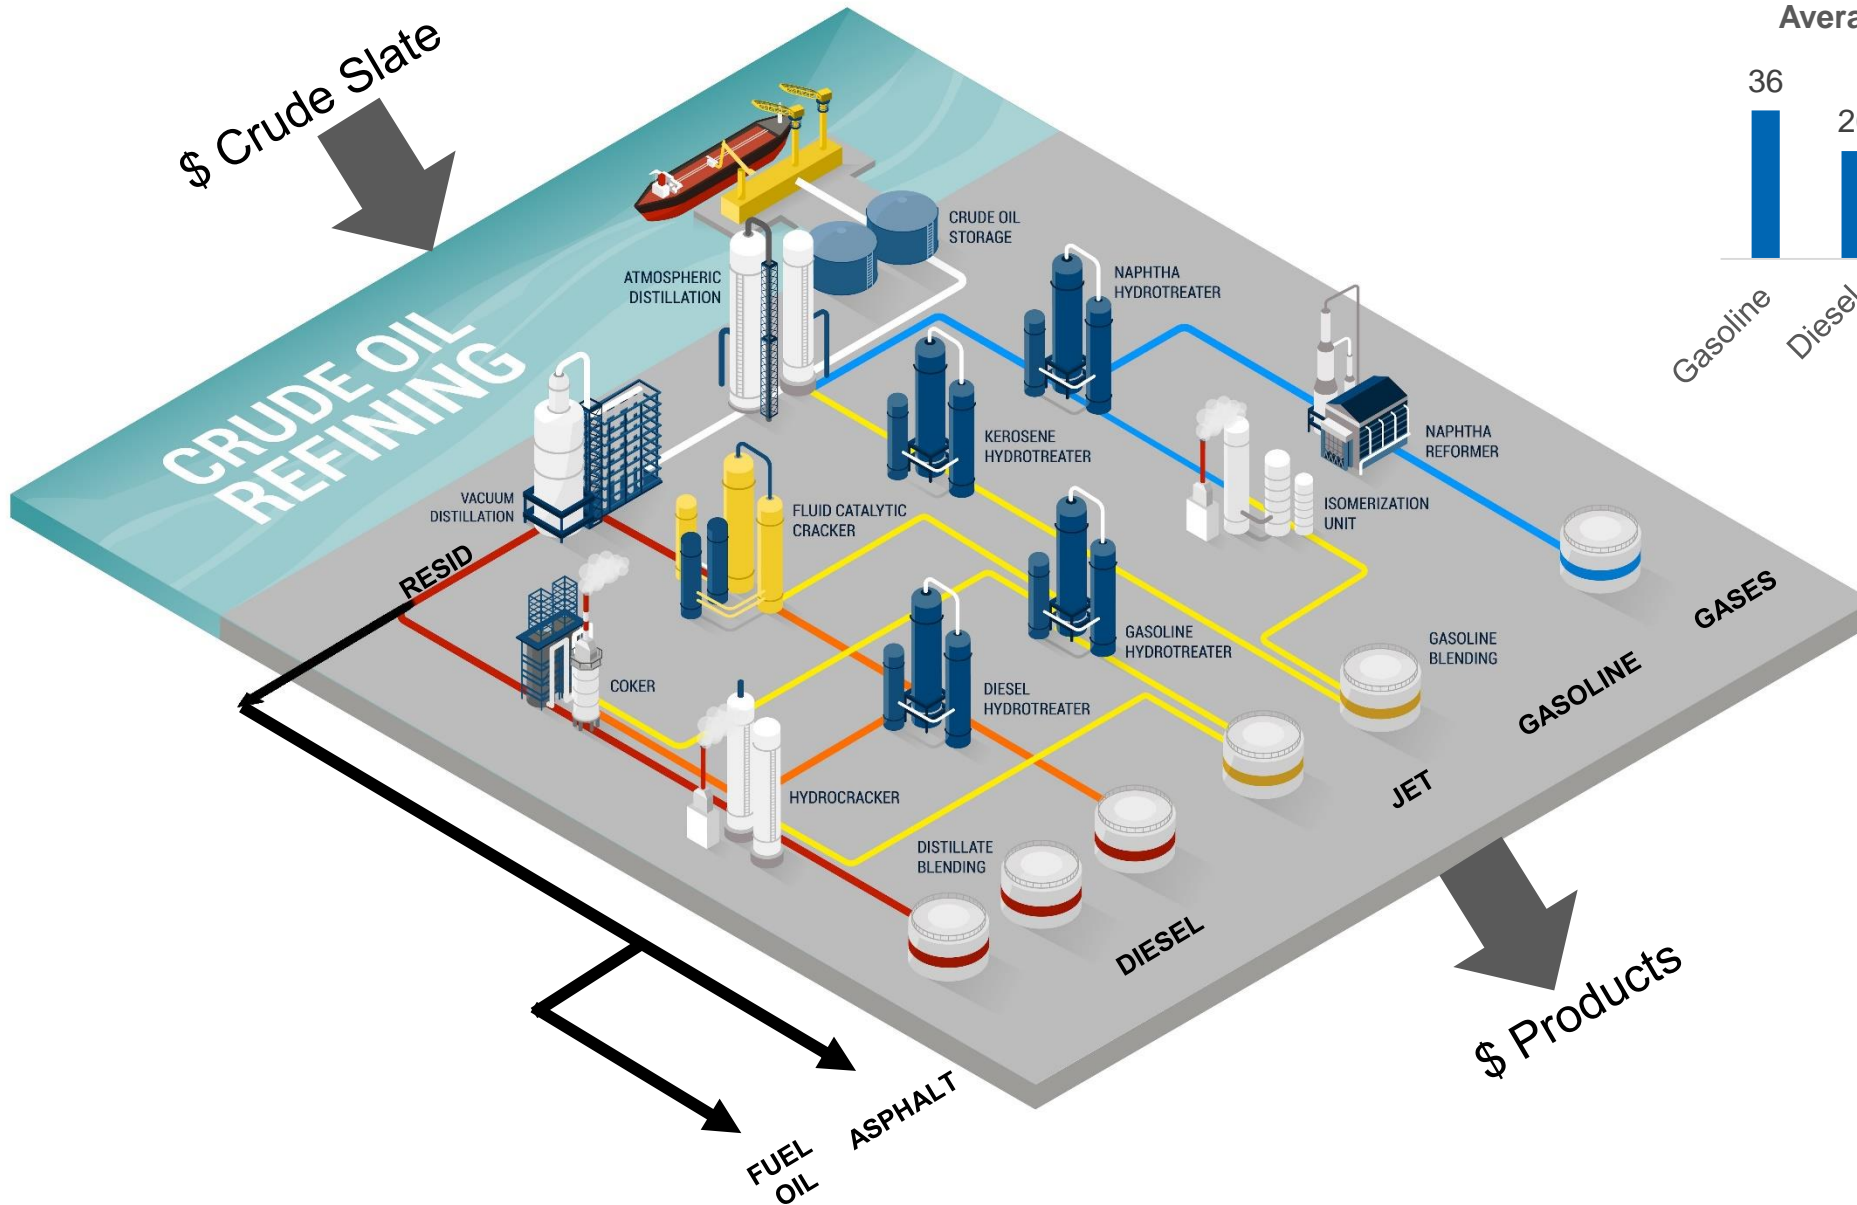 $ Crude Slate
36
Gasoline
Diesel
CRUDE OIL
REFINING
CRUDE OIL
STORAGE
ATMOSPHERIC
DISTILLATION
NAPHTHA
HYDROTREATER
KEROSENE
HYDROTREATER
NAPHTHA
REFORMER
VACUUM
DISTILLATION
FLUID CATALYTIC
CRACKER
ISOMERIZATION
UNIT
RESID
GASES
GASOLINE
HYDROTREATER
GASOLINE
BLENDING
COKER
DIESEL
HYDROTREATER
GASOLINE
HYDROCRACKER
JET
DISTILLATE
BLENDING
DIESEL
$ Products
ASPHALT
FUEL
OIL